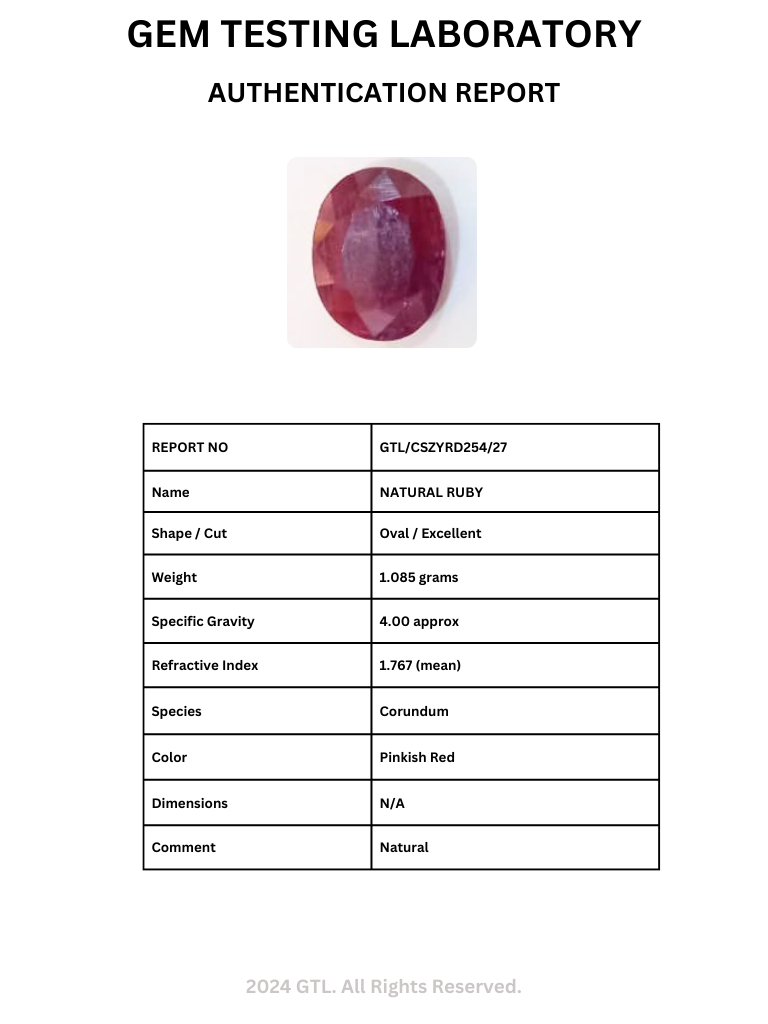 GEM TESTING LABORATORY
AUTHENTICATION REPORT
REPORT NO GTL/CSZYRD254/27
Name NATURAL RUBY
Shape / Cut Oval / Excellent
Weight 1.085 grams
Specific Gravity 4.00 approx
Refractive Index 1.767 (mean)
Species Corundum
Color Pinkish Red
Dimensions N/A
Comment Natural
2024 GTL. All Rights Reserved.